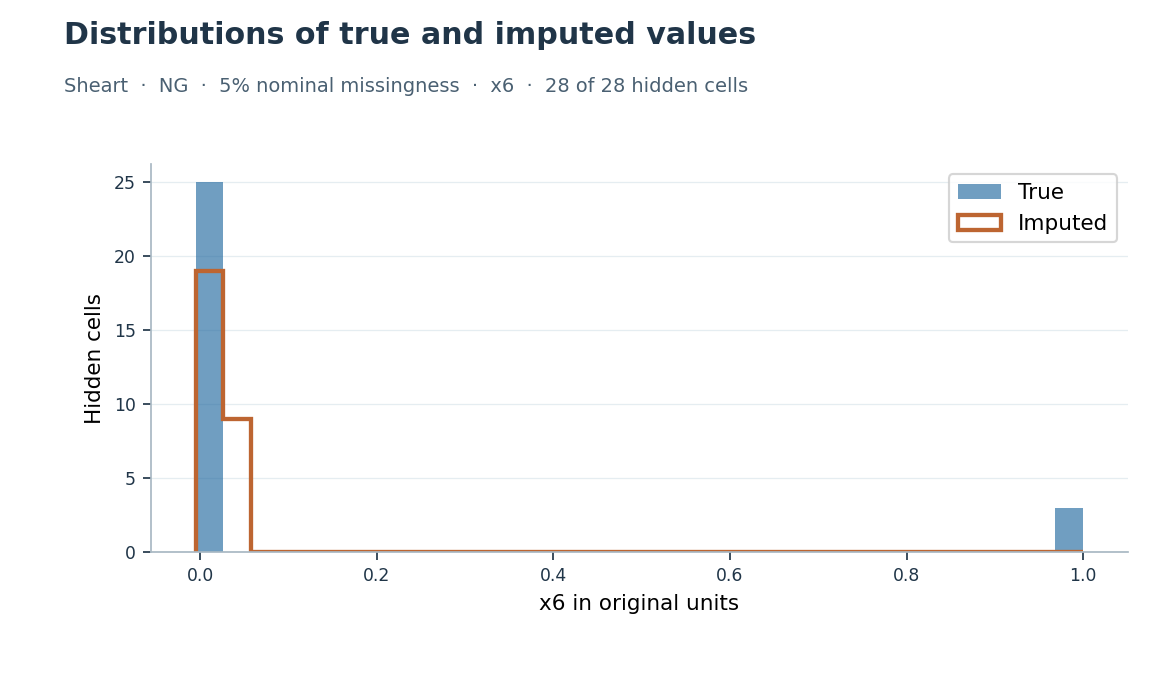 Distributions of true and imputed values
Sheart · NG · 5% nominal missingness · x6 · 28 of 28 hidden cells
True
Imputed
Hidden cells
25
20
15
10
5
0
0.0 0.2 0.4 0.6 0.8 1.0
x6 in original units